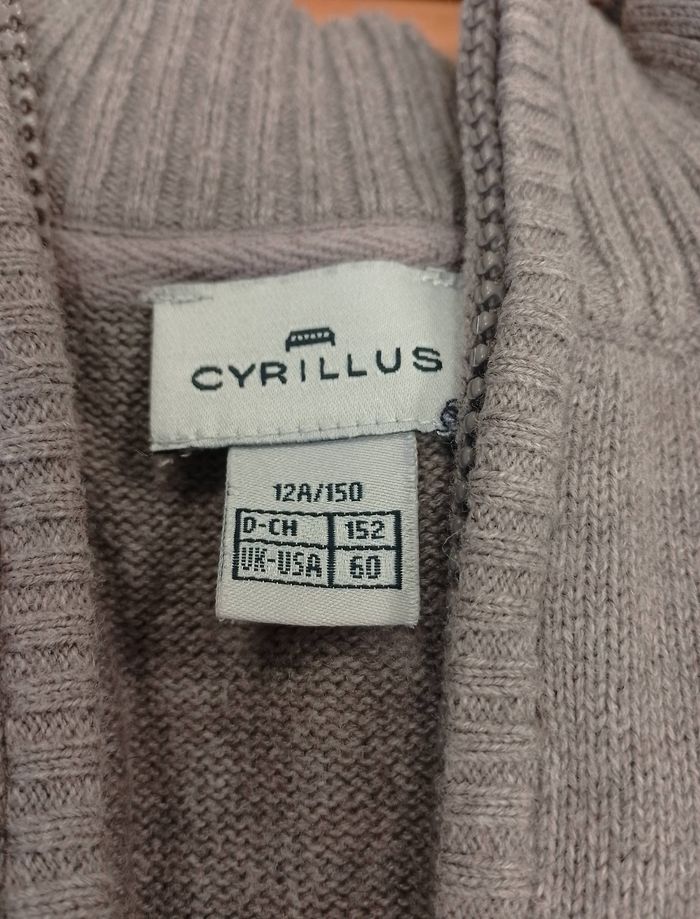 CYRILLUS
12A/150
D-CH 152
UK-USA 60